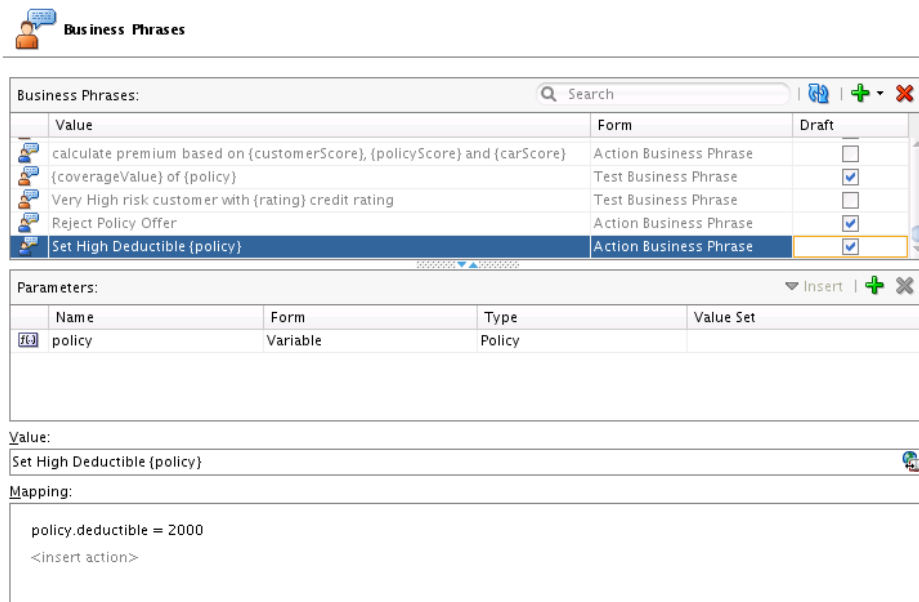 Business Phrases
Business Phrases:
Search
Value Form Draft
calculate premium based on {customerScore}, {policyScore} and {carScore} Action Business Phrase
{coverageValue} of {policy} Test Business Phrase
Very High risk customer with {rating} credit rating Test Business Phrase
Reject Policy Offer Action Business Phrase
Set High Deductible {policy} Action Business Phrase
Parameters:
Insert
Name Form Type Value Set
f(.) policy Variable Policy
Value:
Set High Deductible {policy}
Mapping:
policy.deductible = 2000
<insert action>